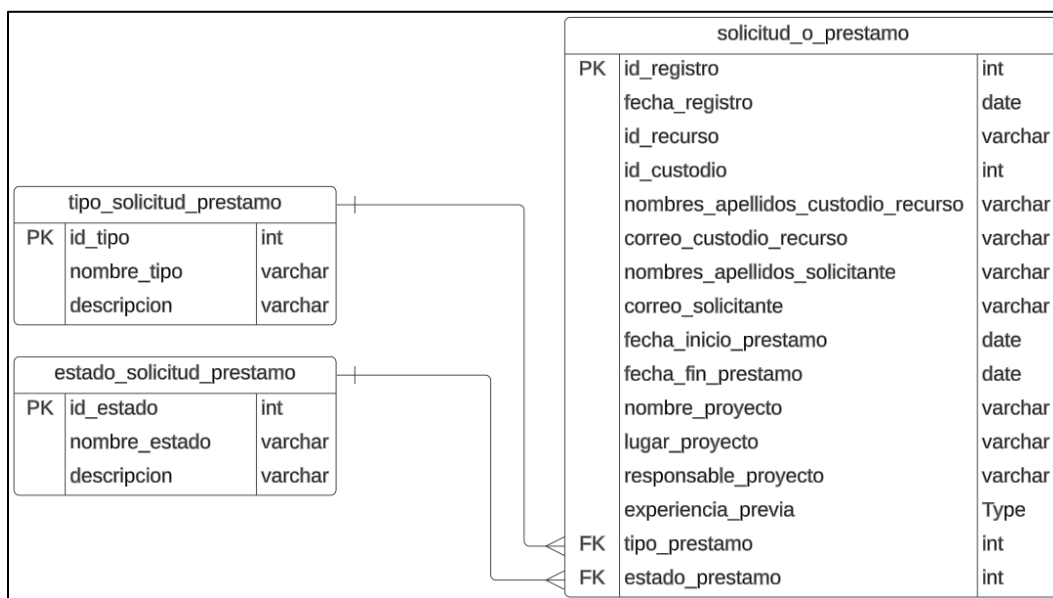 solicitud_o_prestamo
PK id_registro int
fecha_registro date
id_recurso varchar
id_custodio int
nombres_apellidos_custodio_recurso varchar
correo_custodio_recurso varchar
nombres_apellidos_solicitante varchar
correo_solicitante varchar
fecha_inicio_prestamo date
fecha_fin_prestamo date
nombre_proyecto varchar
lugar_proyecto varchar
responsable_proyecto varchar
experiencia_previa Type
FK tipo_prestamo int
FK estado_prestamo int
tipo_solicitud_prestamo
PK id_tipo int
nombre_tipo varchar
descripcion varchar
estado_solicitud_prestamo
PK id_estado int
nombre_estado varchar
descripcion varchar